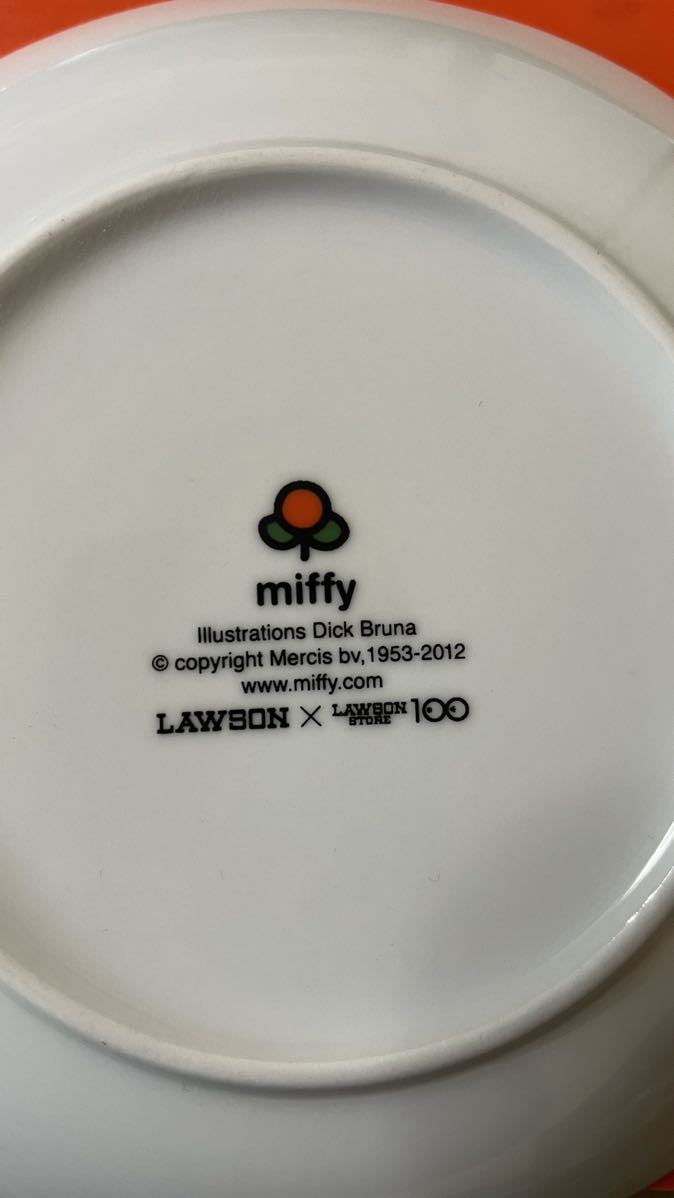 miffy
Illustrations Dick Bruna
© copyright Mercis bv,1953-2012
www.miffy.com
LAWSON × LAWSON STORE 100